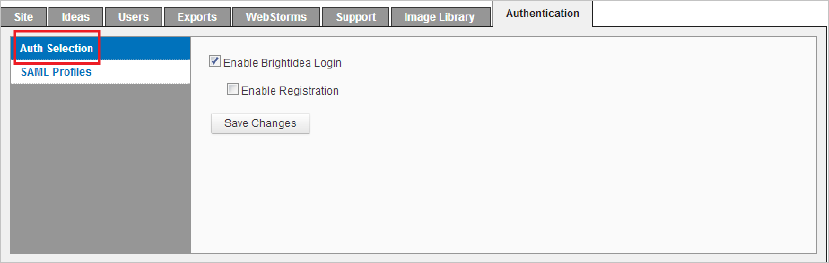 Site Ideas Users Exports WebStorms Support Image Library Authentication
Auth Selection
SAML Profiles
Enable Brightidea Login
Enable Registration
Save Changes